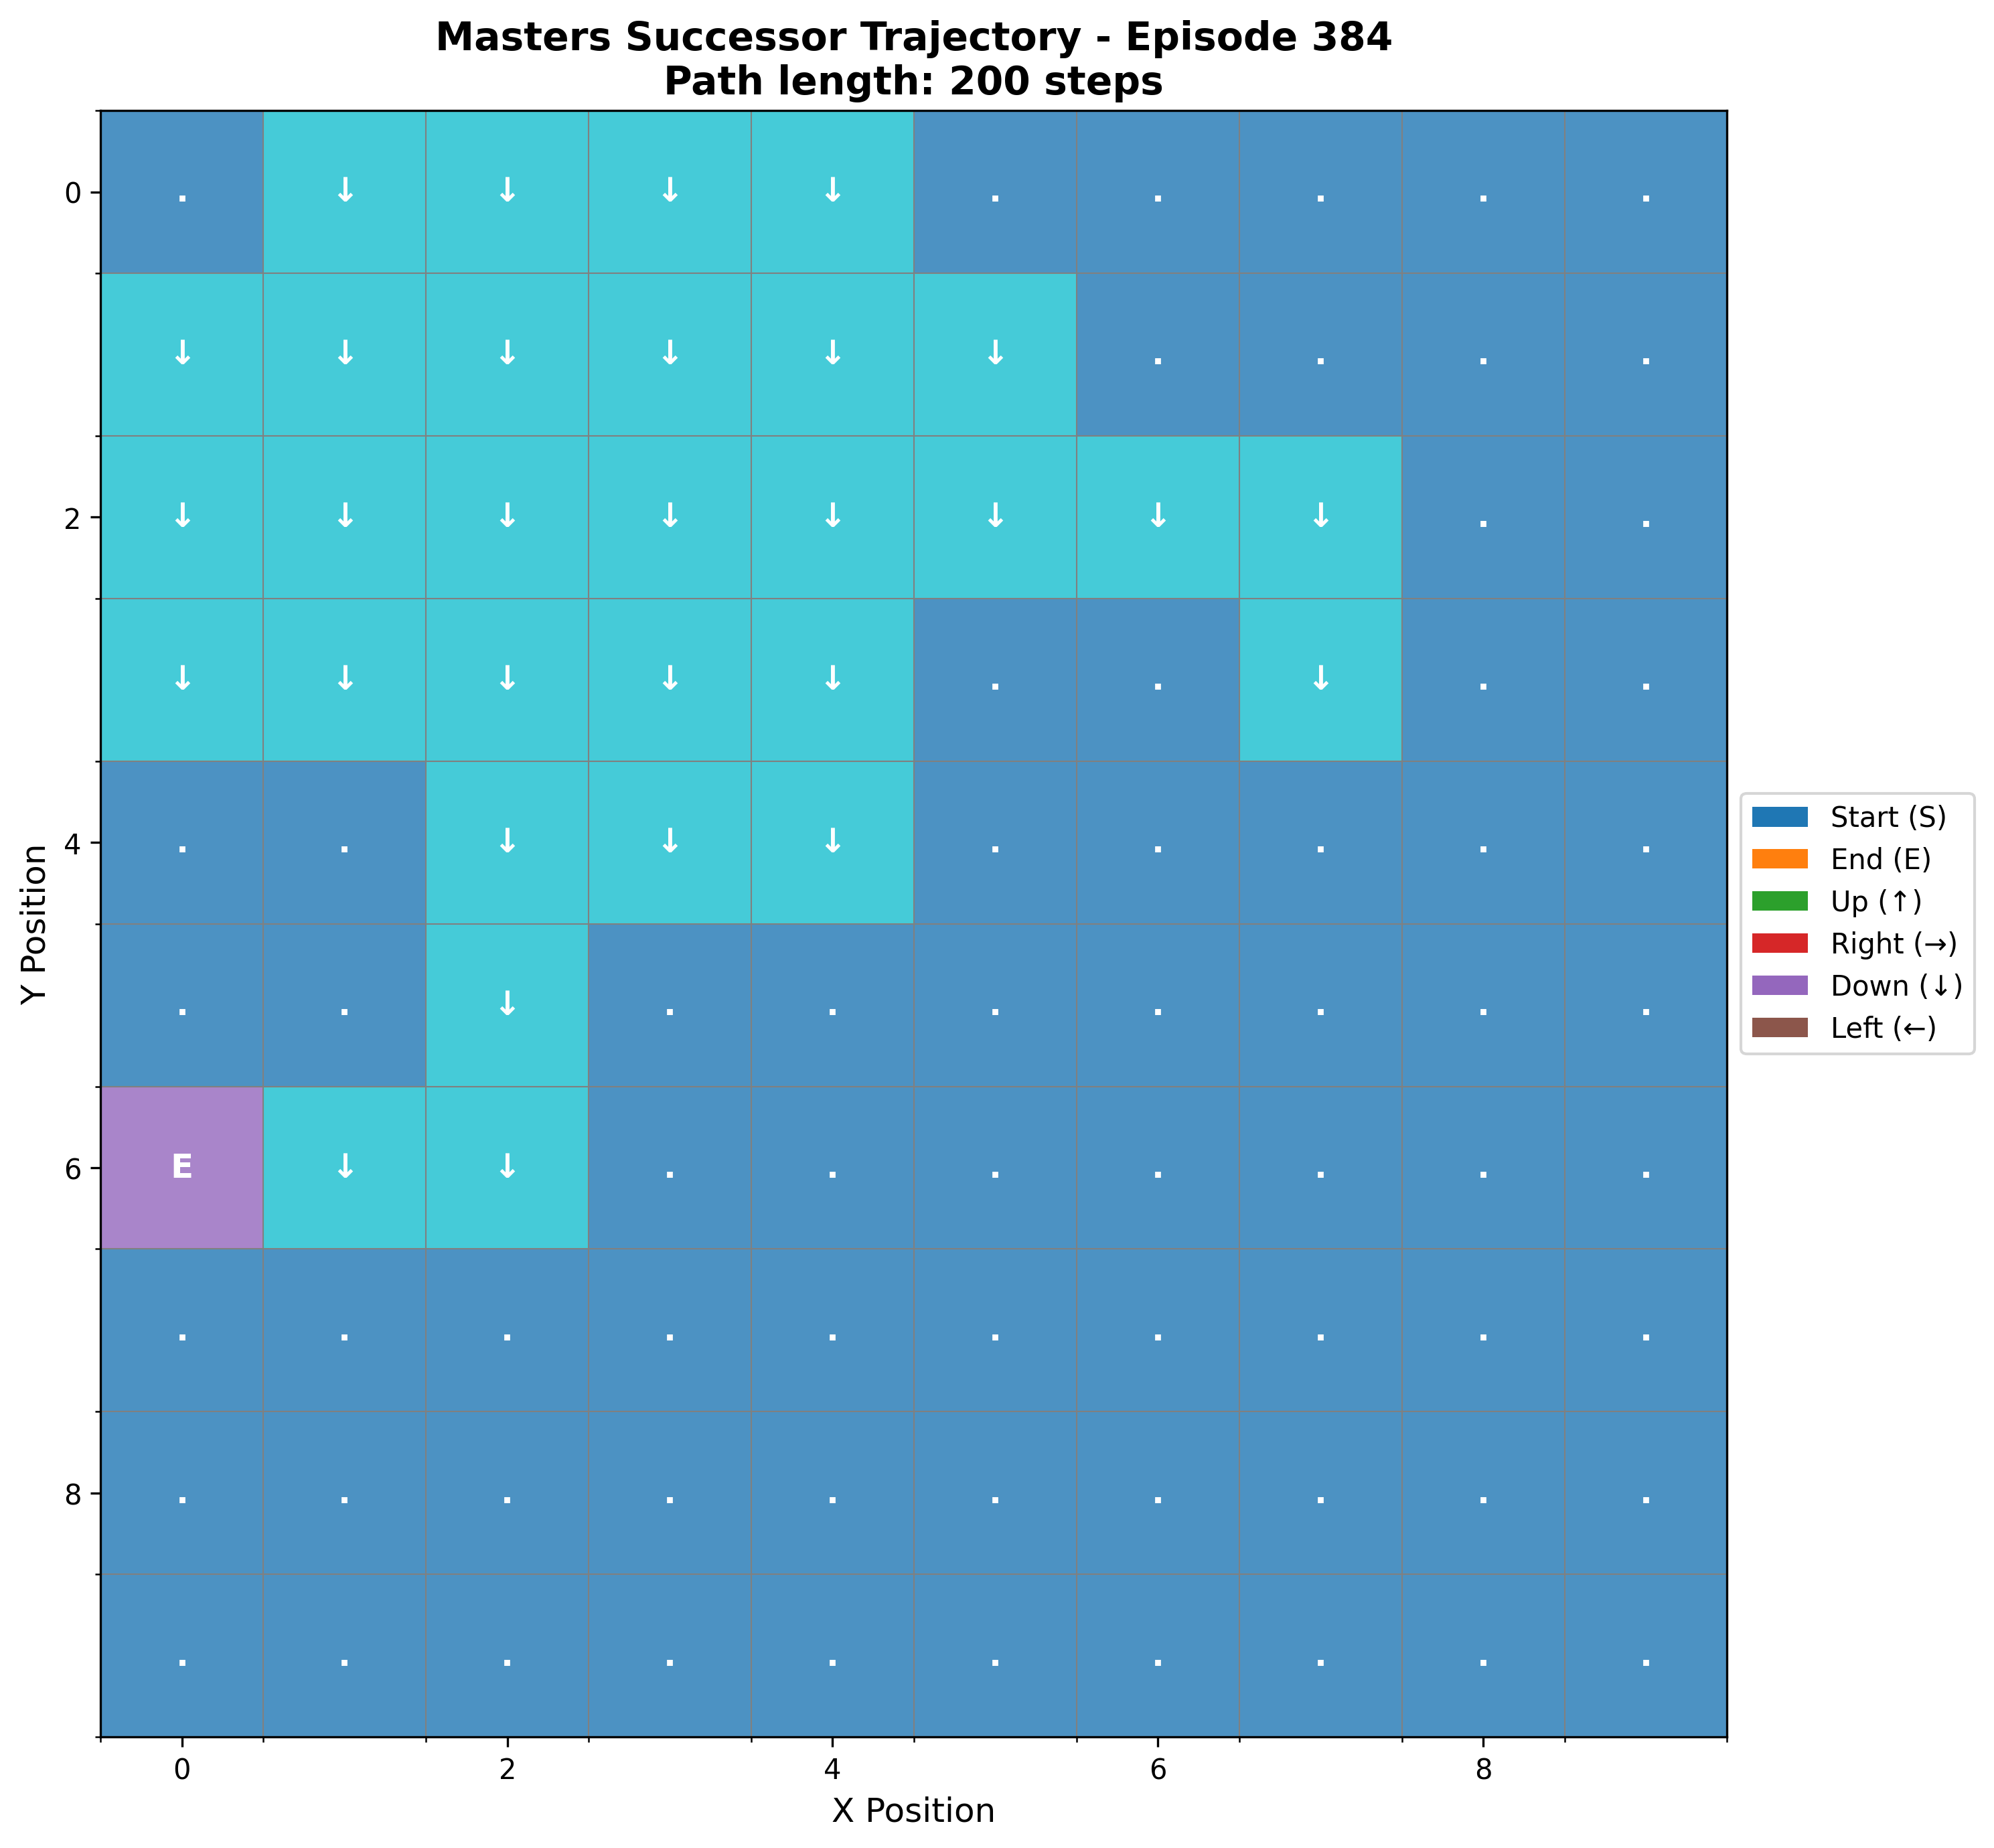 Masters Successor Trajectory - Episode 384
Path length: 200 steps
0 . ↓ ↓ ↓ ↓ . . . . .
↓ ↓ ↓ ↓ ↓ ↓ . . . .
2 ↓ ↓ ↓ ↓ ↓ ↓ ↓ ↓ . .
↓ ↓ ↓ ↓ ↓ . . ↓ . .
4 . . ↓ ↓ ↓ . . . . .
. . ↓ . . . . . . .
6 E ↓ ↓ . . . . . . .
. . . . . . . . . .
8 . . . . . . . . . .
. . . . . . . . . .
0 2 4 6 8
X Position
Y Position
Start (S)
End (E)
Up (↑)
Right (→)
Down (↓)
Left (←)